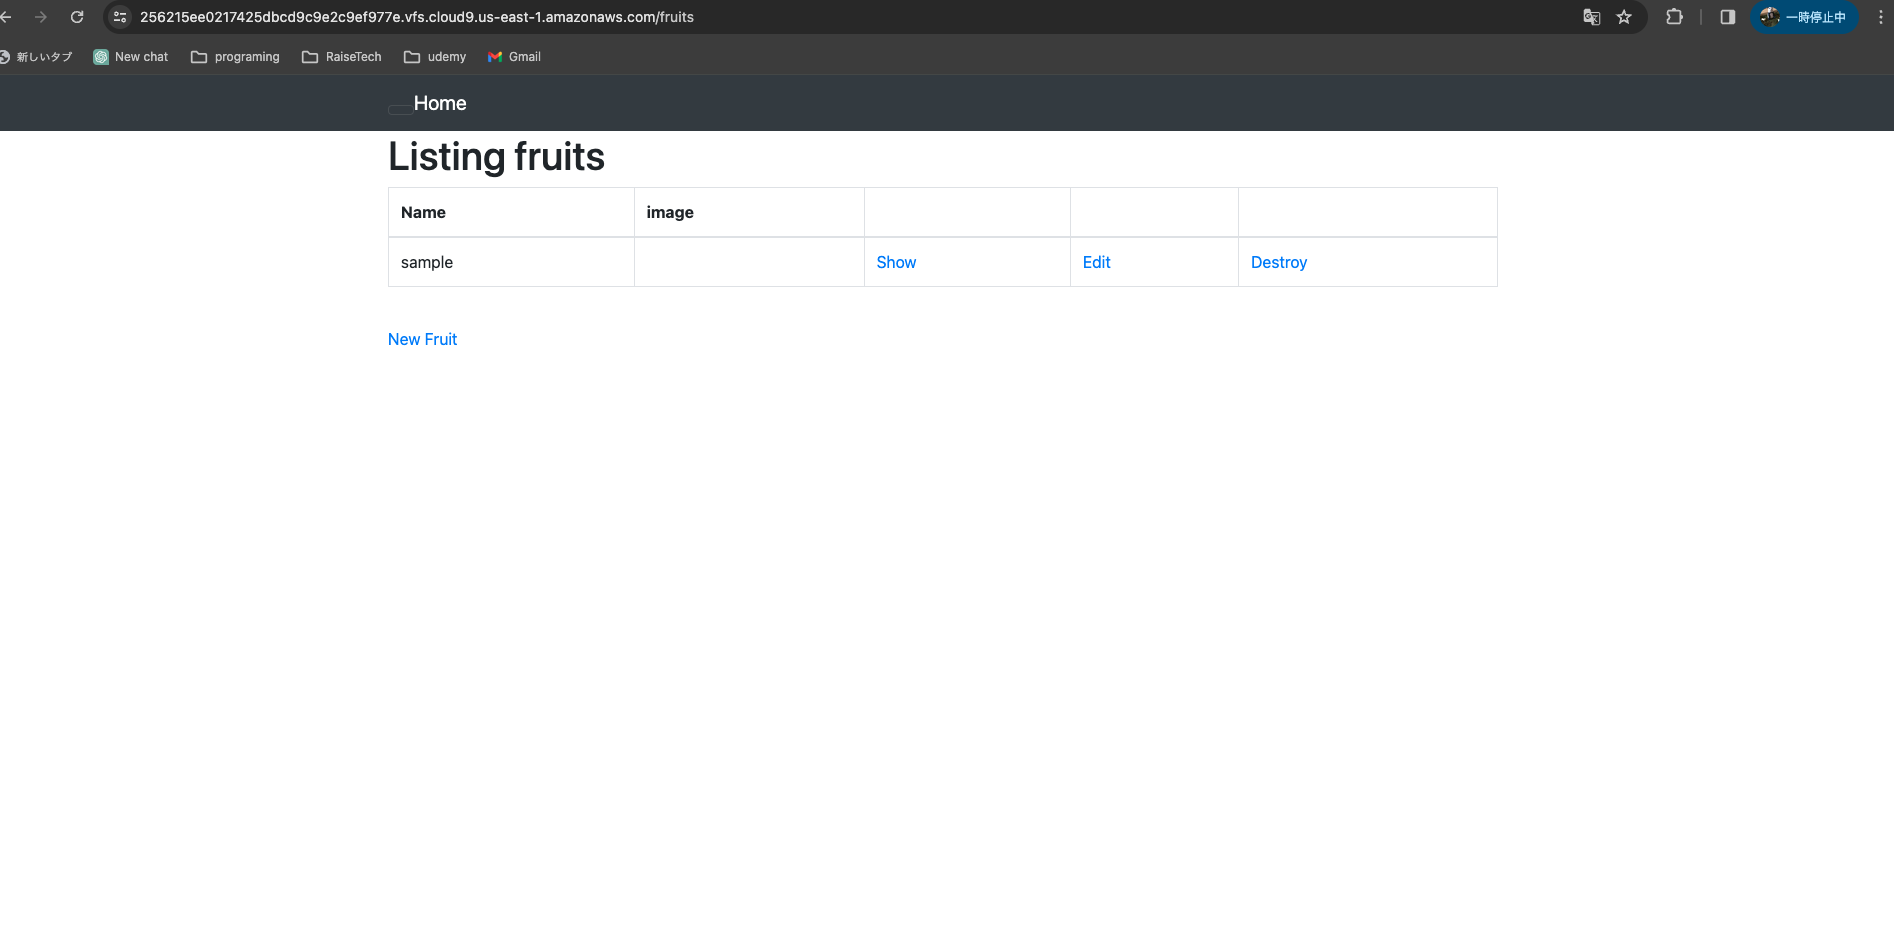 256215ee0217425dbcd9c9e2c9ef977e.vfs.cloud9.us-east-1.amazonaws.com/fruits 一時停止中
新しいタブ New chat programing RaiseTech udemy Gmail
Home
Listing fruits
Name image
sample Show Edit Destroy
New Fruit